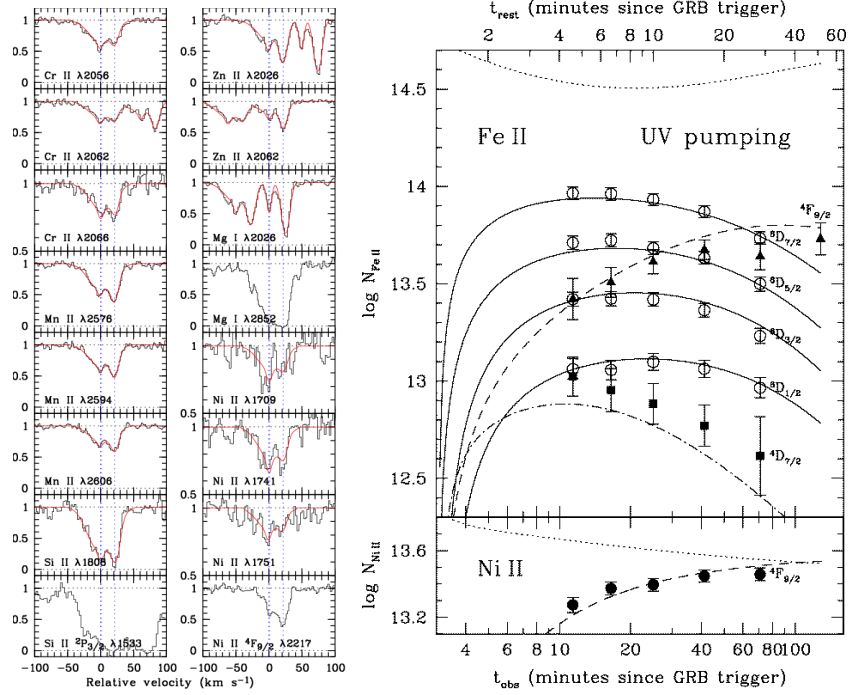 Cr II λ2056
Cr II λ2062
Cr II λ2066
Mn II λ2576
Mn II λ2594
Mn II λ2606
Si II λ1808
Si II ²P3/2 λ1533
Zn II λ2026
Zn II λ2062
Mg I λ2026
Mg I λ2852
Ni II λ1709
Ni II λ1741
Ni II λ1751
Ni II ⁴F9/2 λ2217
-100 -50 0 50 100
-50 0 50 100
Relative velocity (km s⁻¹)
t_rest (minutes since GRB trigger)
2 4 6 8 10 20 50 60
14.5
14
13.5
13
12.5
log N_Fe II
Fe II
UV pumping
⁴F9/2
⁶D7/2
⁶D5/2
⁶D3/2
⁶D1/2
⁴D7/2
13.6
13.2
log N_Ni II
Ni II
⁴F9/2
4 6 8 10 20 40 60 80 100
t_obs (minutes since GRB trigger)